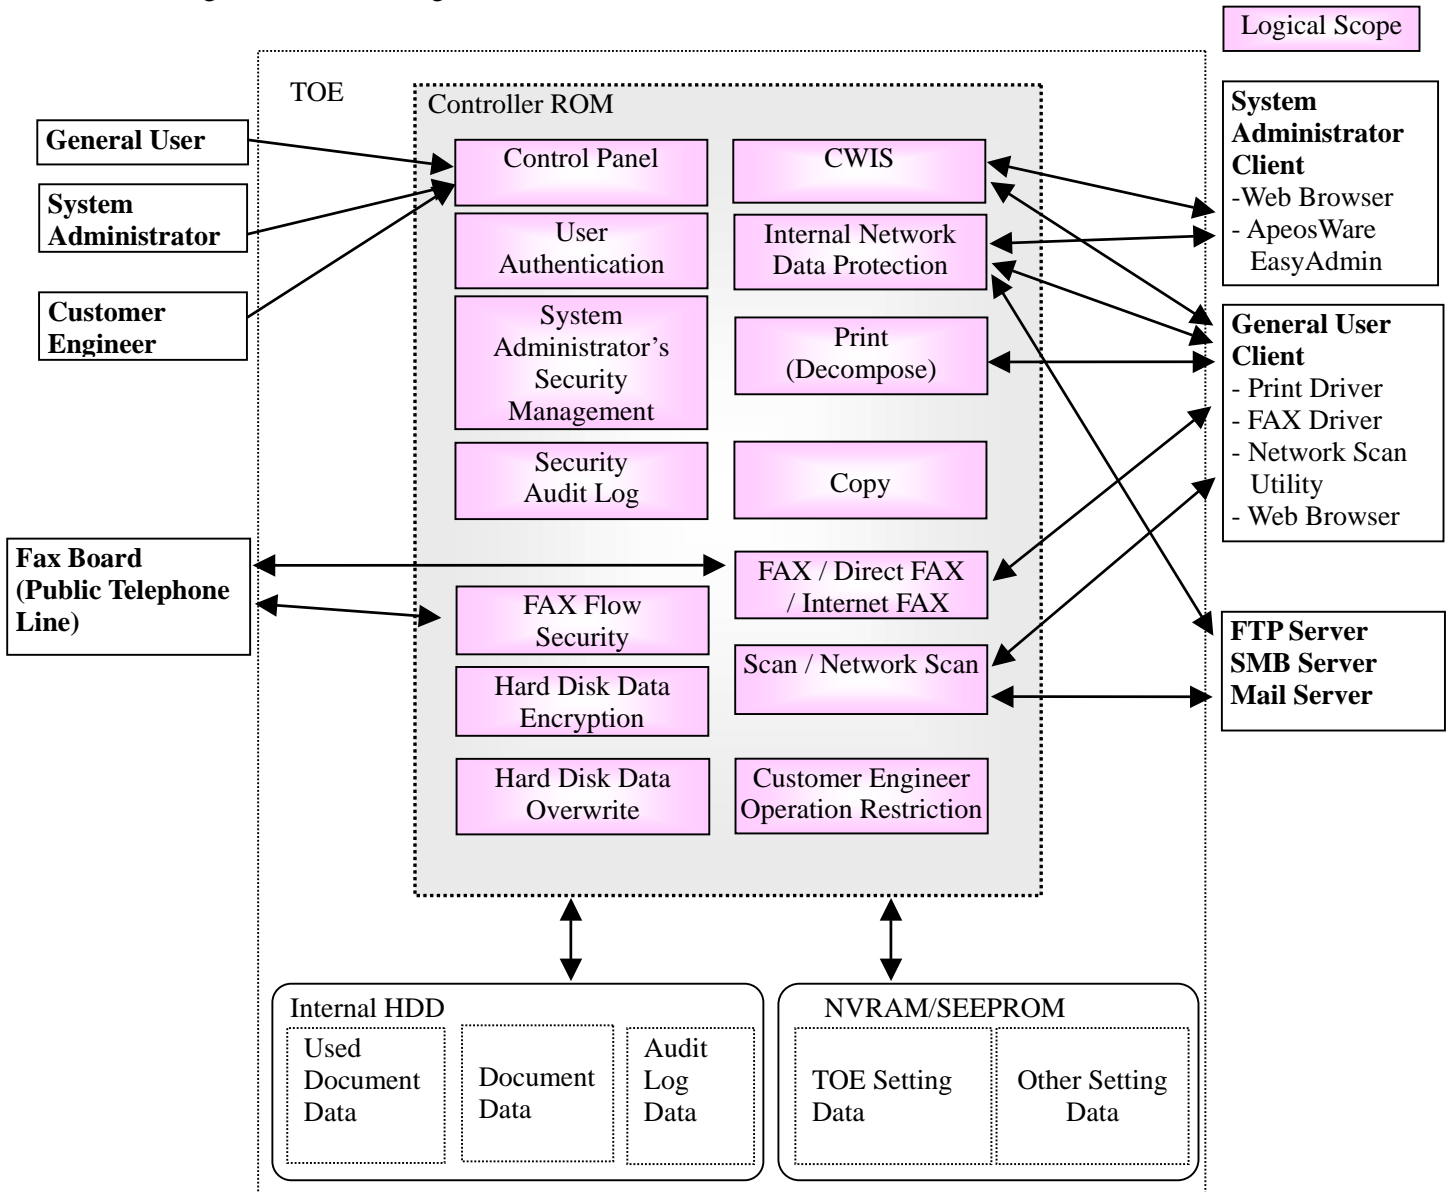 Logical Scope
TOE
Controller ROM
General User
System
Administrator
Customer
Engineer
Fax Board
(Public Telephone
Line)
Control Panel
User
Authentication
System
Administrator’s
Security
Management
Security
Audit Log
FAX Flow
Security
Hard Disk Data
Encryption
Hard Disk Data
Overwrite
CWIS
Internal Network
Data Protection
Print
(Decompose)
Copy
FAX / Direct FAX
/ Internet FAX
Scan / Network Scan
Customer Engineer
Operation Restriction
System
Administrator
Client
-Web Browser
- ApeosWare
EasyAdmin
General User
Client
- Print Driver
- FAX Driver
- Network Scan
Utility
- Web Browser
FTP Server
SMB Server
Mail Server
Internal HDD
Used
Document
Data
Document
Data
Audit
Log
Data
NVRAM/SEEPROM
TOE Setting
Data
Other Setting
Data